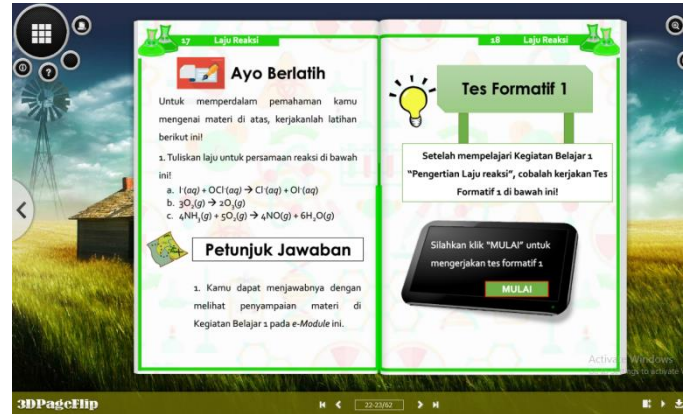 17 Laju Reaksi
Ayo Berlatih
Untuk memperdalam pemahaman kamu
mengenai materi di atas, kerjakanlah latihan
berikut ini!
1. Tuliskan laju untuk persamaan reaksi di bawah
ini!
a. I⁻(aq) + OCl⁻(aq) → Cl⁻(aq) + OI⁻(aq)
b. 3O₂(g) → 2O₃(g)
c. 4NH₃(g) + 5O₂(g) → 4NO(g) + 6H₂O(g)
Petunjuk Jawaban
1. Kamu dapat menjawabnya dengan
melihat penyampaian materi di
Kegiatan Belajar 1 pada e-Module ini.
18 Laju Reaksi
Tes Formatif 1
Setelah mempelajari Kegiatan Belajar 1
"Pengertian Laju reaksi", cobalah kerjakan Tes
Formatif 1 di bawah ini!
Silahkan klik "MULAI" untuk
mengerjakan tes formatif 1
MULAI
Activate Windows
to activate
3DPageFlip
22-23/62